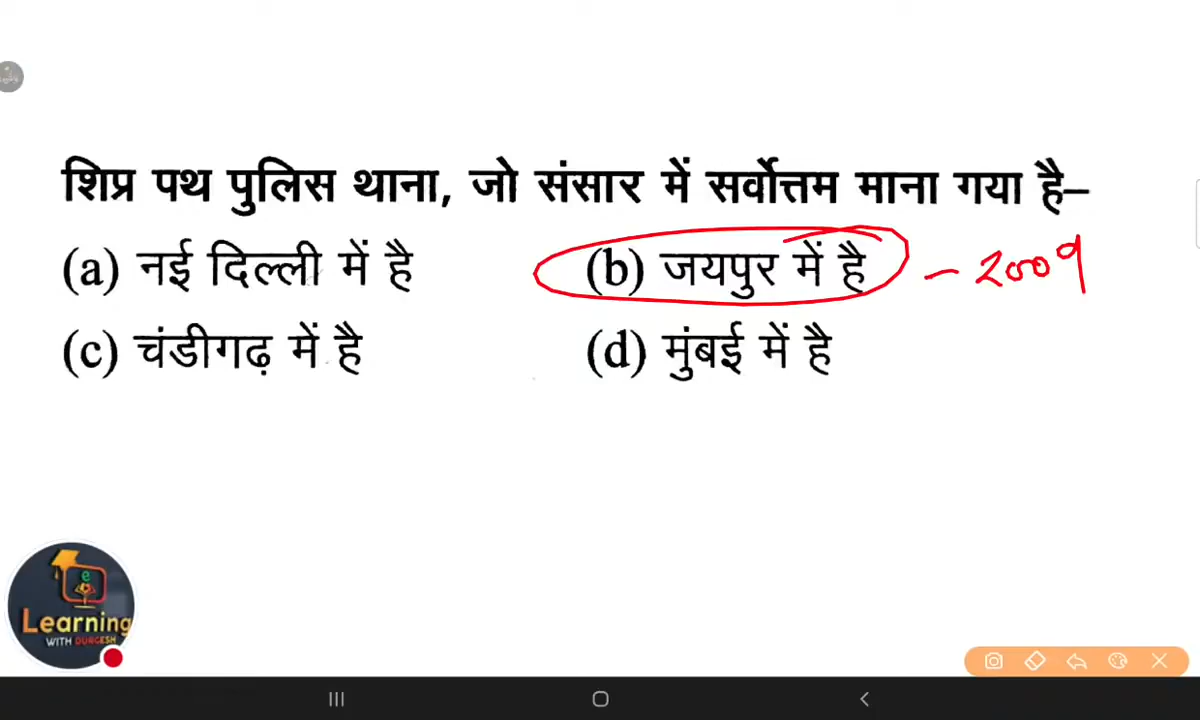 शिप्र पथ पुलिस थाना, जो संसार में सर्वोत्तम माना गया है–
(a) नई दिल्ली में है (b) जयपुर में है – 2009
(c) चंडीगढ़ में है (d) मुंबई में है
e
Learning
WITH DURGESH